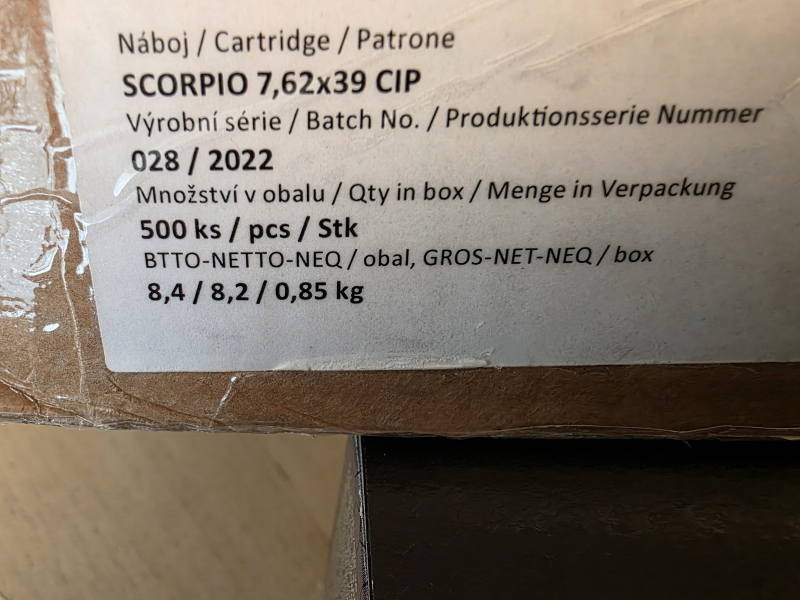 Náboj / Cartridge / Patrone
SCORPIO 7,62x39 CIP
Výrobní série / Batch No. / Produktionsserie Nummer
028 / 2022
Množství v obalu / Qty in box / Menge in Verpackung
500 ks / pcs / Stk
BTTO-NETTO-NEQ / obal, GROS-NET-NEQ / box
8,4 / 8,2 / 0,85 kg